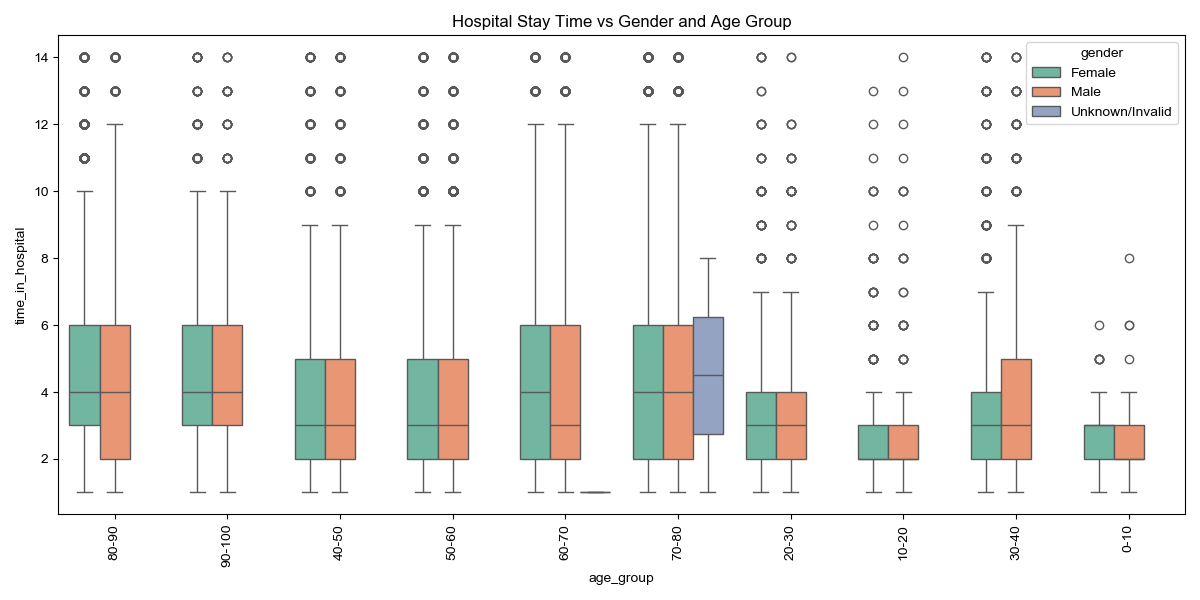 Hospital Stay Time vs Gender and Age Group
gender
Female
Male
Unknown/Invalid
time_in_hospital
14
12
10
8
6
4
2
80-90
90-100
40-50
50-60
60-70
70-80
20-30
10-20
30-40
0-10
age_group